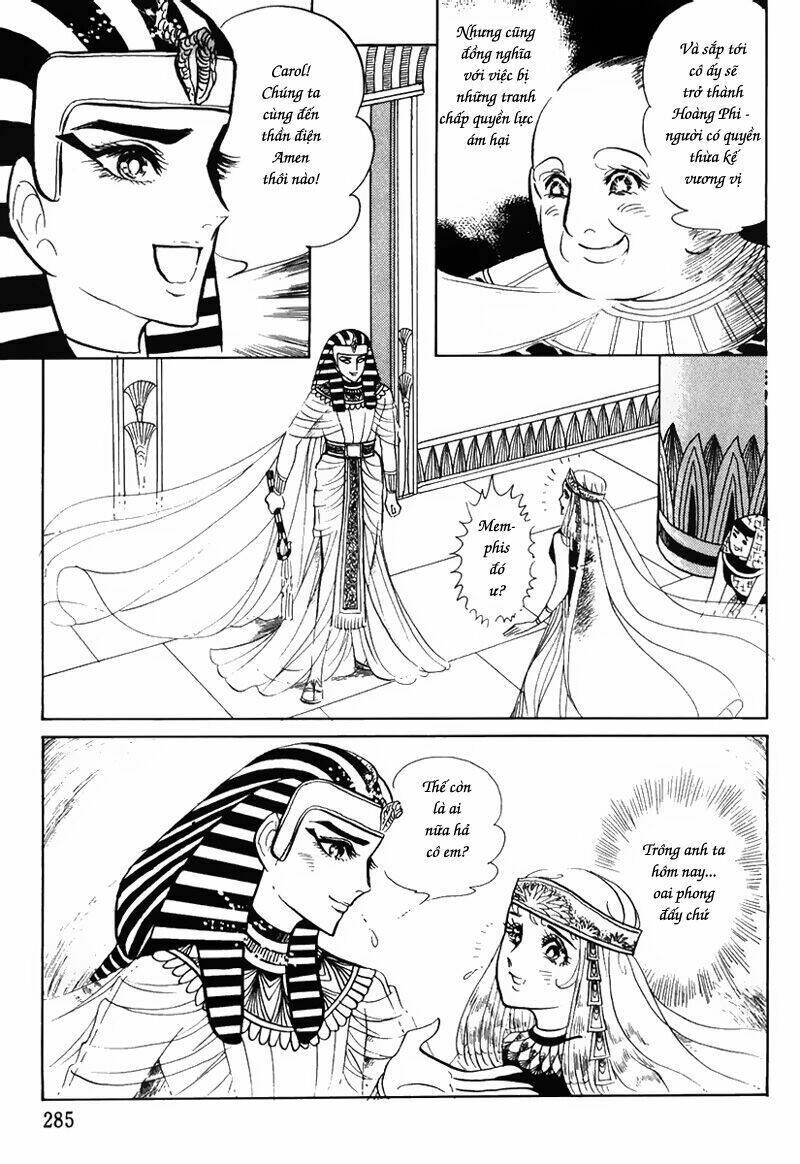 Và sắp tới
cô ấy sẽ
trở thành
Hoàng Phi -
người có quyền
thừa kế
vương vị
Nhưng cũng
đồng nghĩa
với việc bị
những tranh
chấp quyền lực
ám hại
Carol!
Chúng ta
cùng đến
thần điện
Amen
thôi nào!
Mem-
phis
đó
ư?
Thế còn
là ai
nữa hả
cô em?
Trông anh ta
hôm nay...
oai phong
đấy chứ
285